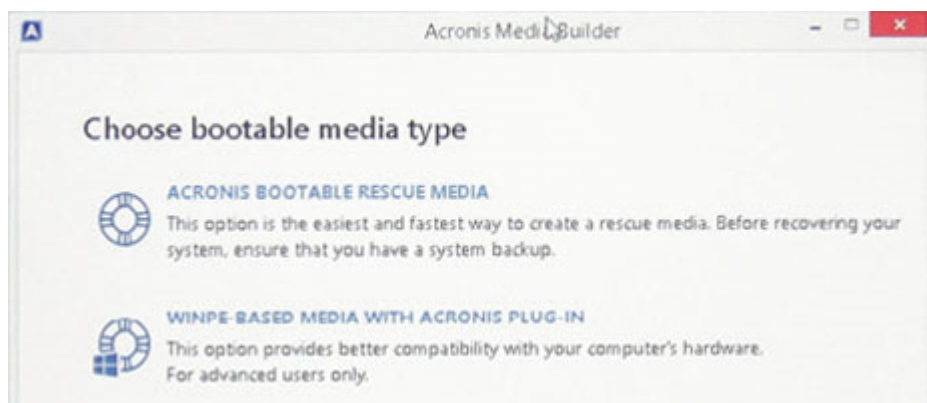 Acronis Media Builder
Choose bootable media type
ACRONIS BOOTABLE RESCUE MEDIA
This option is the easiest and fastest way to create a rescue media. Before recovering your
system, ensure that you have a system backup.
WINPE-BASED MEDIA WITH ACRONIS PLUG-IN
This option provides better compatibility with your computer's hardware.
For advanced users only.